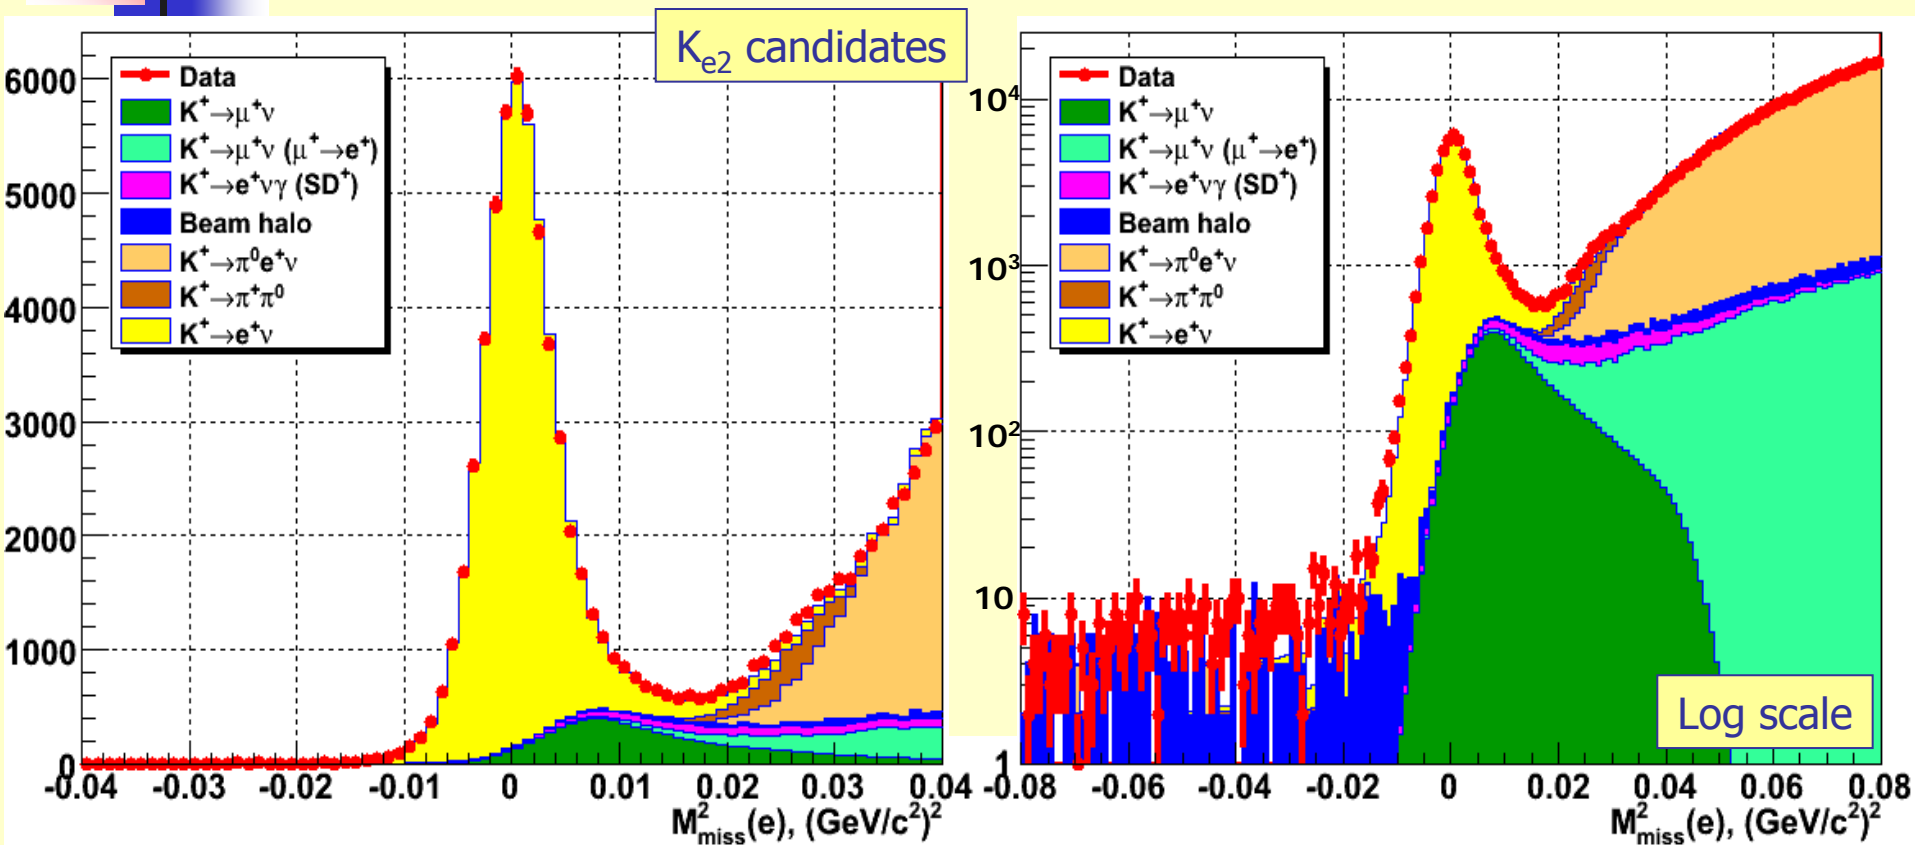 K_e2 candidates
Data
K⁺→μ⁺ν
K⁺→μ⁺ν (μ⁺→e⁺)
K⁺→e⁺νγ (SD⁺)
Beam halo
K⁺→π⁰e⁺ν
K⁺→π⁺π⁰
K⁺→e⁺ν
6000
5000
4000
3000
2000
1000
0
-0.04 -0.03 -0.02 -0.01 0 0.01 0.02 0.03 0.04
M²_miss(e), (GeV/c²)²
Data
K⁺→μ⁺ν
K⁺→μ⁺ν (μ⁺→e⁺)
K⁺→e⁺νγ (SD⁺)
Beam halo
K⁺→π⁰e⁺ν
K⁺→π⁺π⁰
K⁺→e⁺ν
10⁴
10³
10²
10
1
Log scale
-0.08 -0.06 -0.04 -0.02 0 0.02 0.04 0.06 0.08
M²_miss(e), (GeV/c²)²